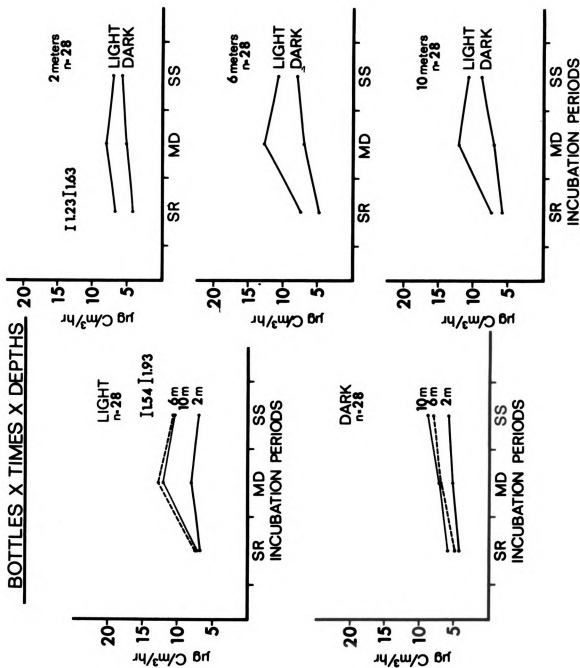 BOTTLES X TIMES X DEPTHS
LIGHT
n=28
I 1.54 I 1.93
6m
10m
2m
20
15
10
5
µg C/m³/hr
SR MD SS
INCUBATION PERIODS
DARK
n=28
10m
6m
2m
20
15
10
5
µg C/m³/hr
SR MD SS
INCUBATION PERIODS
2 meters
n=28
I 1.23 I 1.63
LIGHT
DARK
20
15
10
5
µg C/m³/hr
SR MD SS
6 meters
n=28
LIGHT
DARK
20
15
10
5
µg C/m³/hr
SR MD SS
10 meters
n=28
LIGHT
DARK
20
15
10
5
µg C/m³/hr
SR MD SS
INCUBATION PERIODS